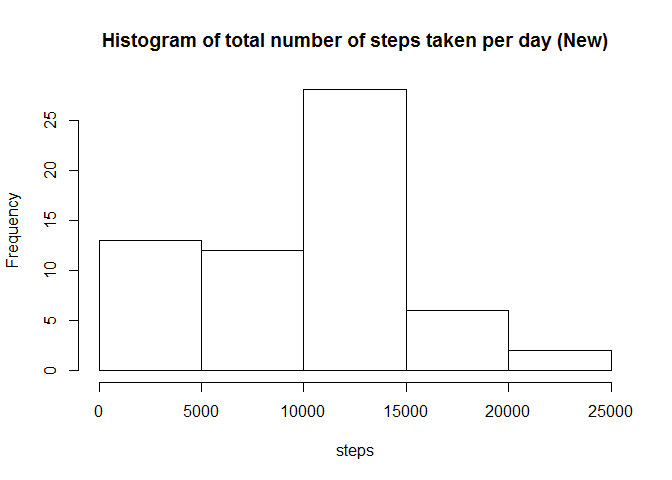 Histogram of total number of steps taken per day (New)
Frequency
25
20
15
10
5
0
0 5000 10000 15000 20000 25000
steps